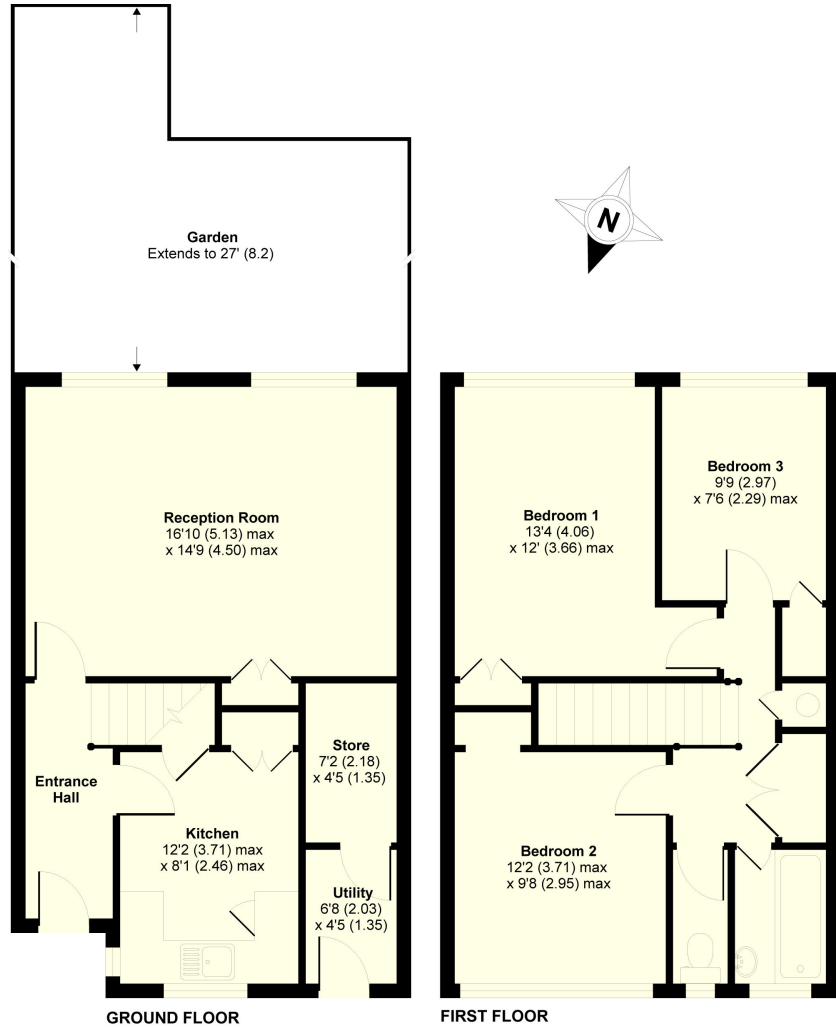 Garden
Extends to 27' (8.2)
N
Reception Room
16'10 (5.13) max
x 14'9 (4.50) max
Bedroom 1
13'4 (4.06)
x 12' (3.66) max
Bedroom 3
9'9 (2.97)
x 7'6 (2.29) max
Entrance
Hall
Store
7'2 (2.18)
x 4'5 (1.35)
Kitchen
12'2 (3.71) max
x 8'1 (2.46) max
Utility
6'8 (2.03)
x 4'5 (1.35)
Bedroom 2
12'2 (3.71) max
x 9'8 (2.95) max
GROUND FLOOR
FIRST FLOOR